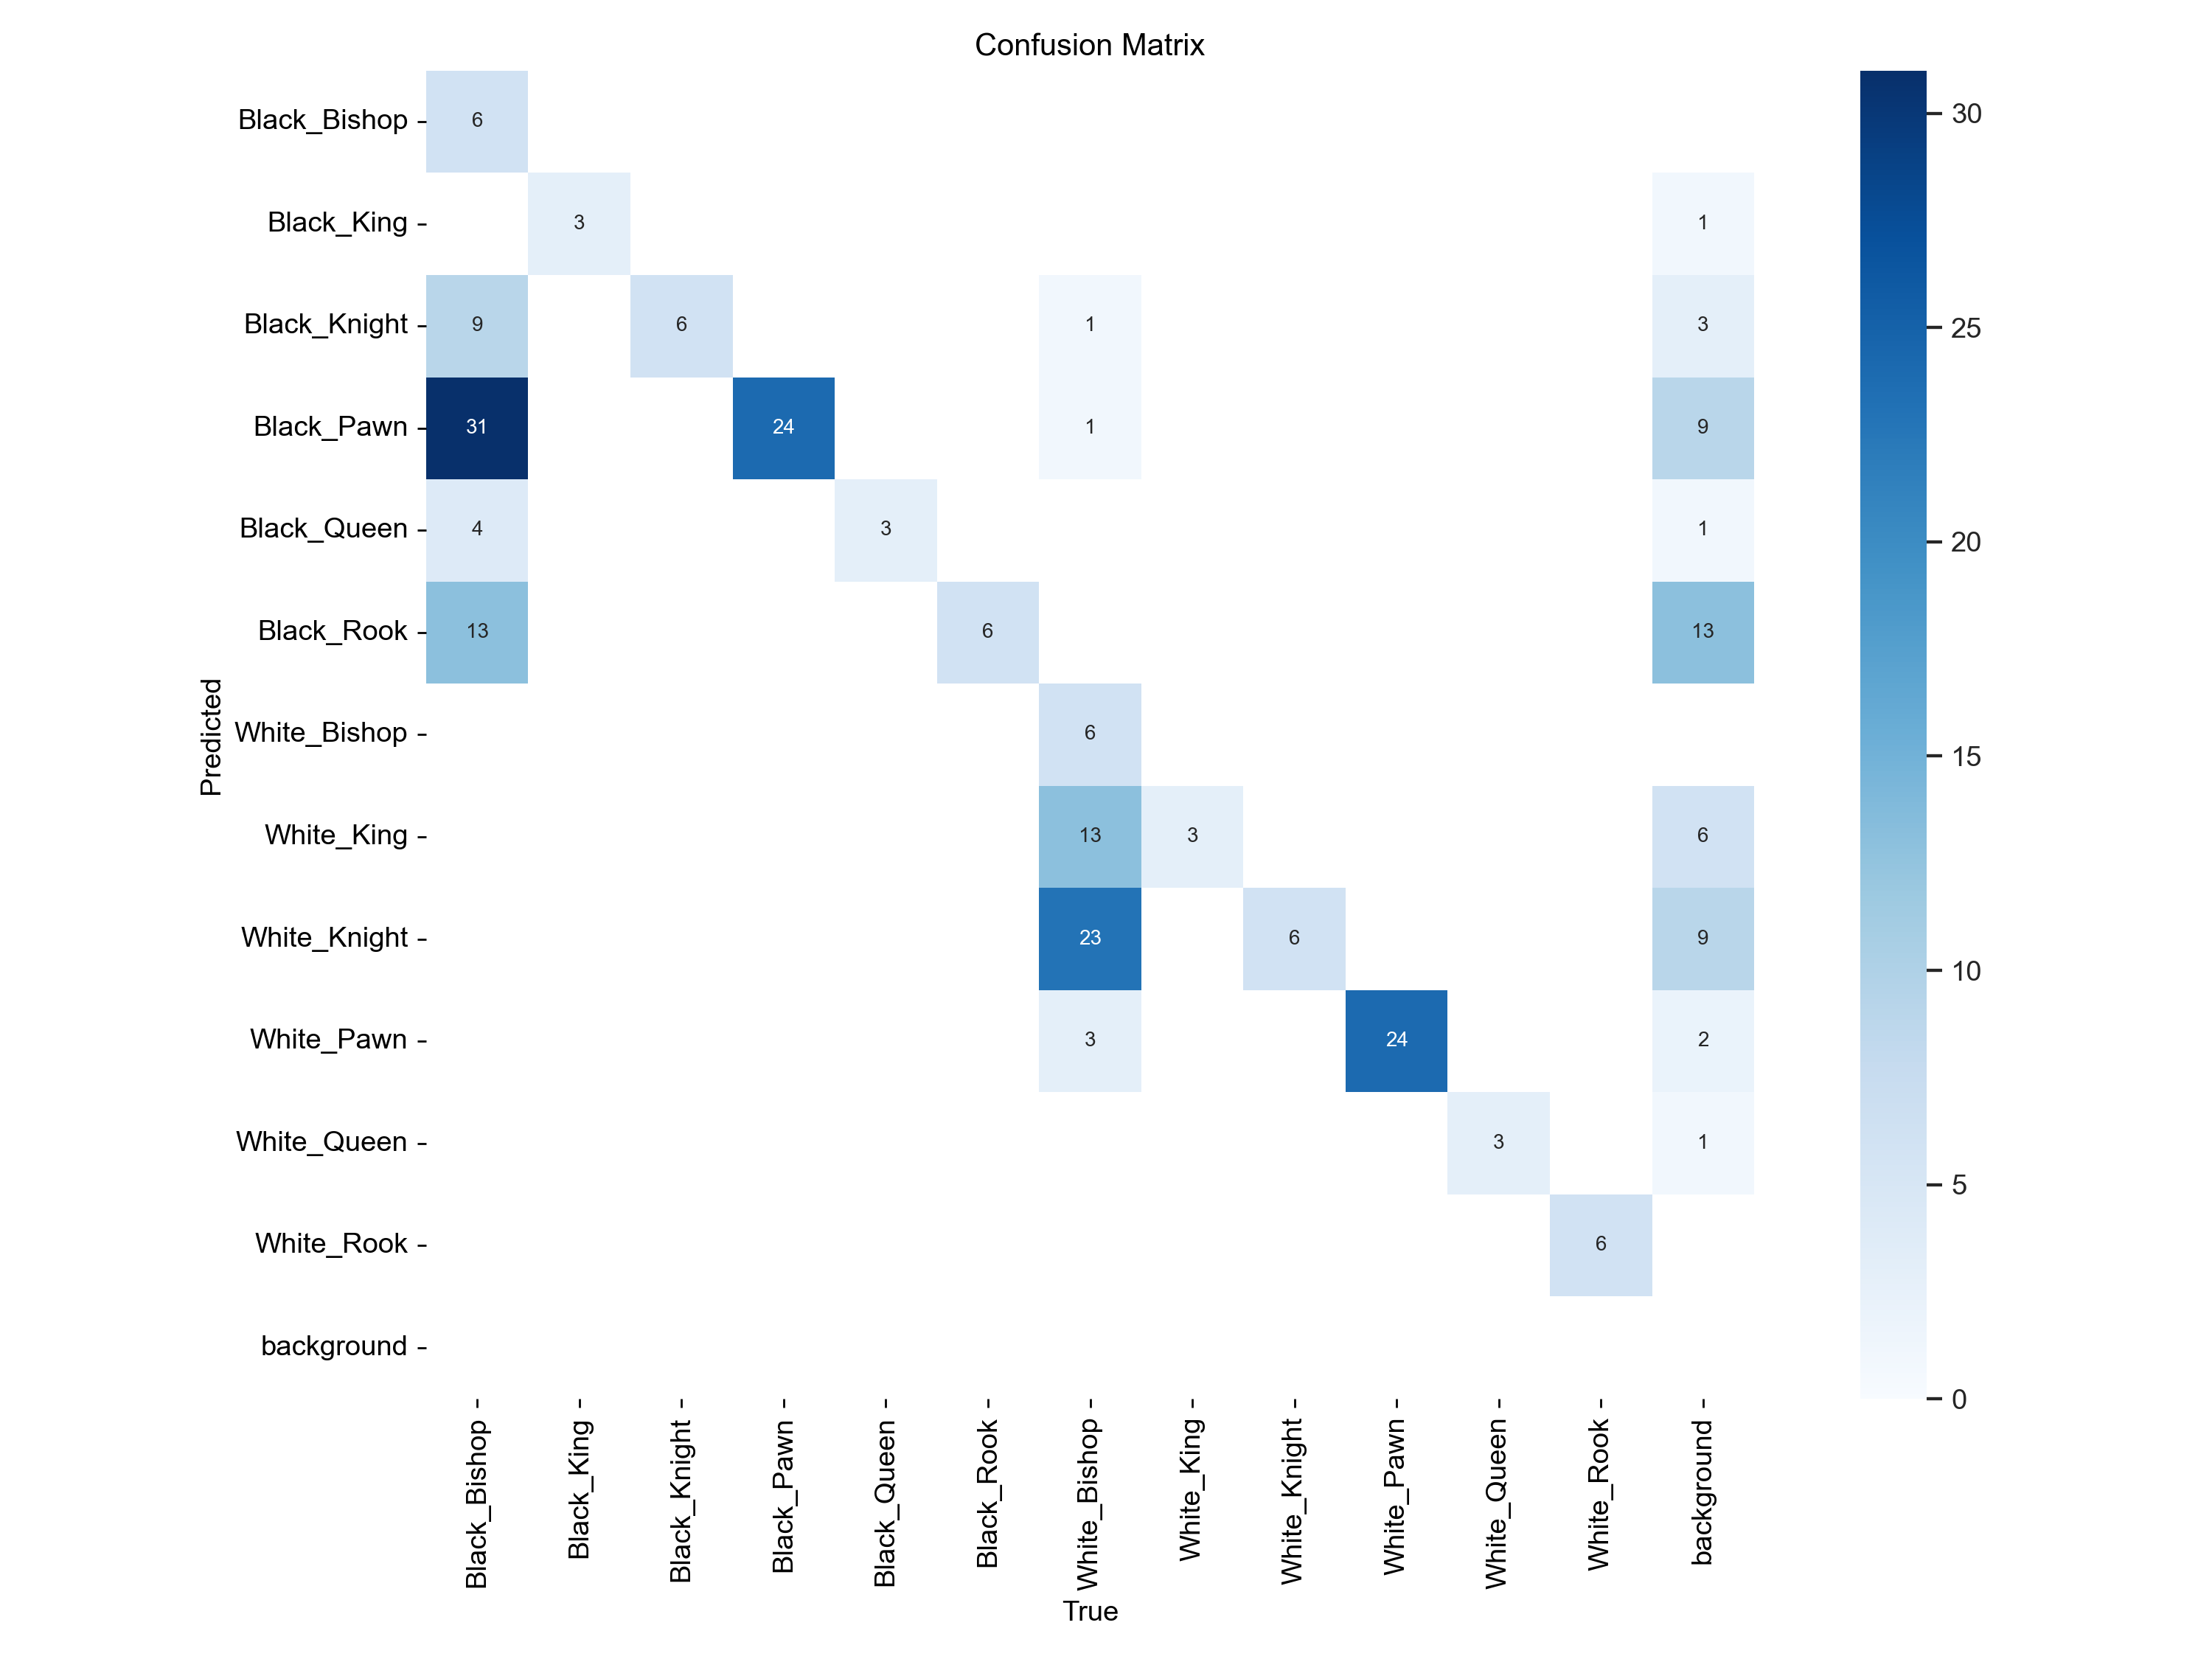 Confusion Matrix
Black_Bishop 6
Black_King 3 1
Black_Knight 9 6 1 3
Black_Pawn 31 24 1 9
Black_Queen 4 3 1
Black_Rook 13 6 13
White_Bishop 6
White_King 13 3 6
White_Knight 23 6 9
White_Pawn 3 24 2
White_Queen 3 1
White_Rook 6
background
Predicted
Black_Bishop
Black_King
Black_Knight
Black_Pawn
Black_Queen
Black_Rook
White_Bishop
White_King
White_Knight
White_Pawn
White_Queen
White_Rook
background
True
30
25
20
15
10
5
0